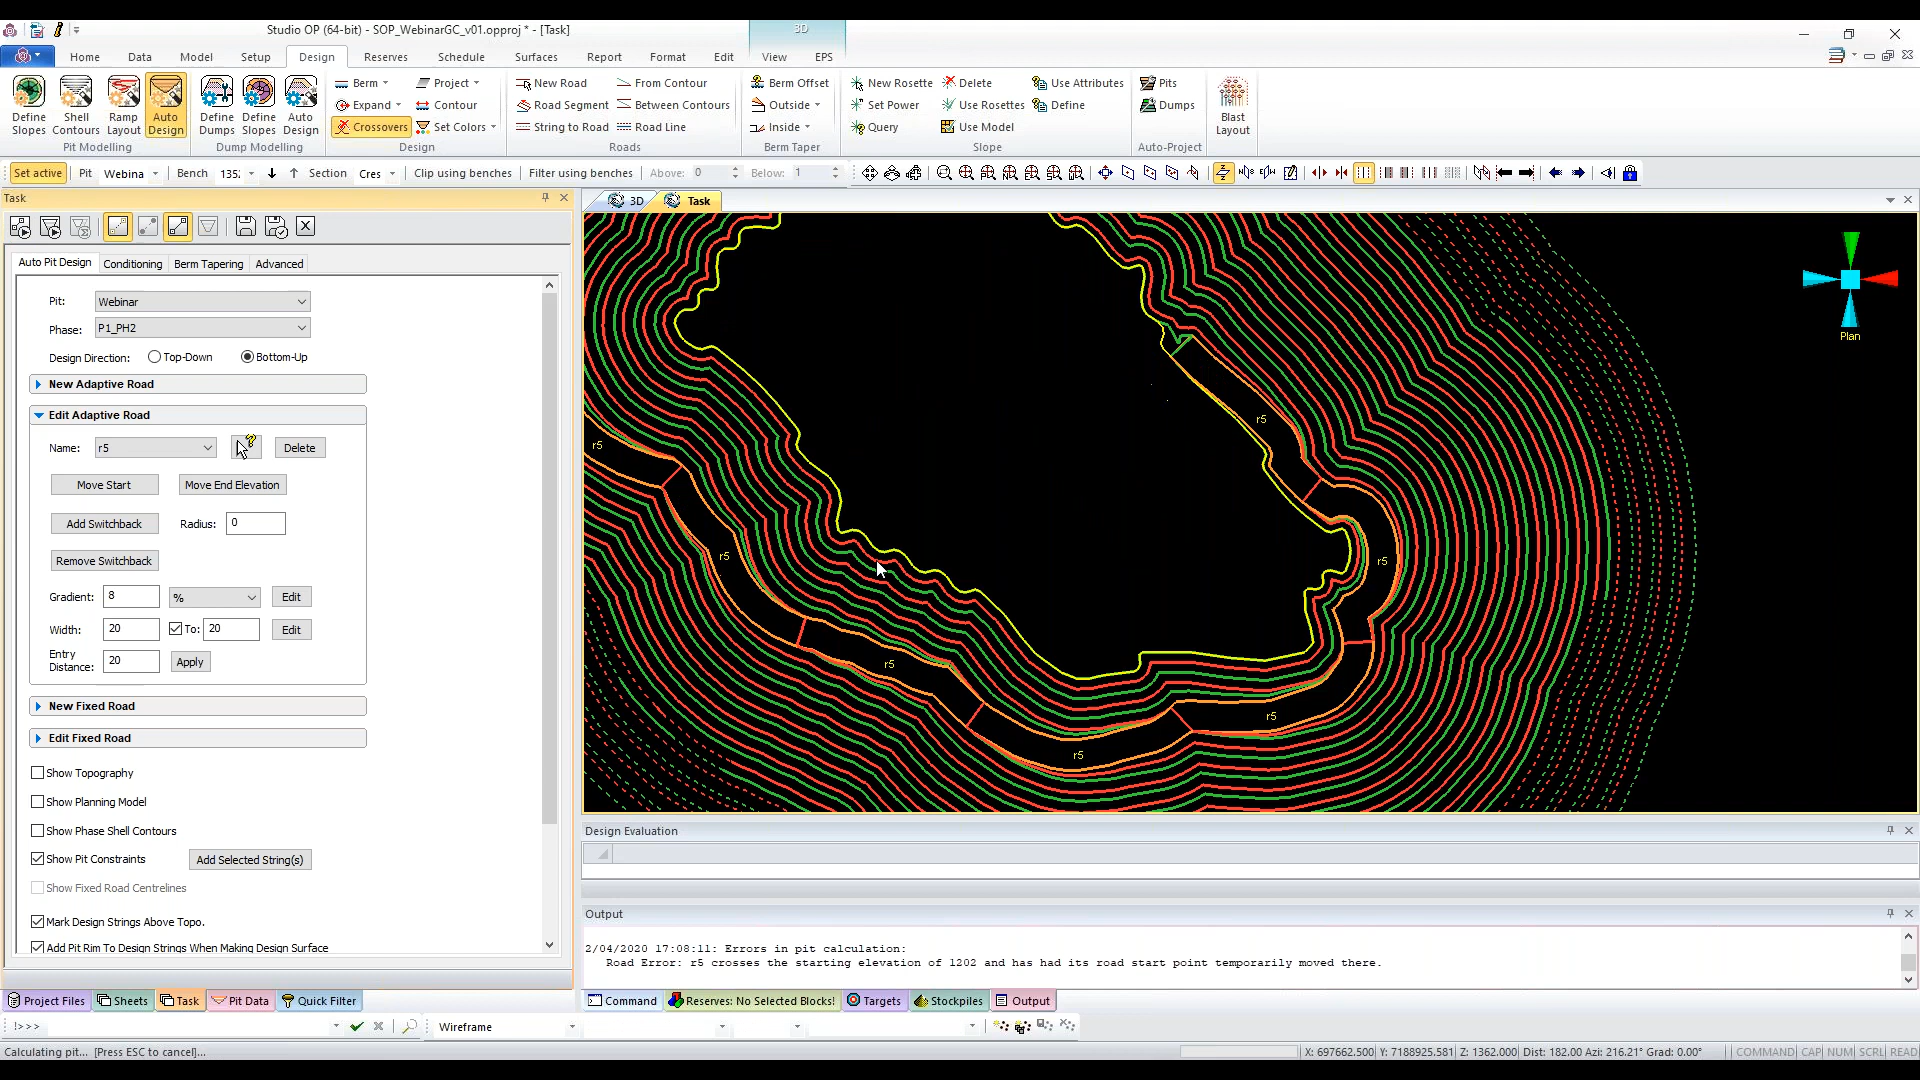 Studio OP (64-bit) - SOP_WebinarGC_v01.opproj * - [Task]
3D
Home Data Model Setup Design Reserves Schedule Surfaces Report Format Edit View EPS
Define Slopes
Shell Contours
Ramp Layout
Auto Design
Pit Modelling
Define Dumps
Define Slopes
Auto Design
Dump Modelling
Berm Project
Expand Contour
Crossovers Set Colors
Design
New Road From Contour
Road Segment Between Contours
String to Road Road Line
Roads
Berm Offset
Outside
Inside
Berm Taper
New Rosette Delete Use Attributes
Set Power Use Rosettes Define
Query Use Model
Slope
Pits
Dumps
Auto-Project
Blast Layout
Set active Pit Webina Bench 135: Section Cres Clip using benches Filter using benches Above: 0 Below: 1
Task
3D Task
Auto Pit Design Conditioning Berm Tapering Advanced
Pit: Webinar
Phase: P1_PH2
Design Direction: Top-Down Bottom-Up
New Adaptive Road
Edit Adaptive Road
Name: r5 Delete
Move Start Move End Elevation
Add Switchback Radius: 0
Remove Switchback
Gradient: 8 % Edit
Width: 20 To: 20 Edit
Entry Distance: 20 Apply
New Fixed Road
Edit Fixed Road
Show Topography
Show Planning Model
Show Phase Shell Contours
Show Pit Constraints Add Selected String(s)
Show Fixed Road Centrelines
Mark Design Strings Above Topo.
Add Pit Rim To Design Strings When Making Design Surface
Plan
r5
r5
r5
r5
r5
r5
r5
Design Evaluation
Output
2/04/2020 17:08:11: Errors in pit calculation:
Road Error: r5 crosses the starting elevation of 1202 and has had its road start point temporarily moved there.
Project Files Sheets Task Pit Data Quick Filter
Command Reserves: No Selected Blocks! Targets Stockpiles Output
!>>> Wireframe
Calculating pit... [Press ESC to cancel]...
X: 697662.500 Y: 7188925.581 Z: 1362.000 Dist: 182.00 Azi: 216.21° Grad: 0.00° COMMAND CAP NUM SCRL READ